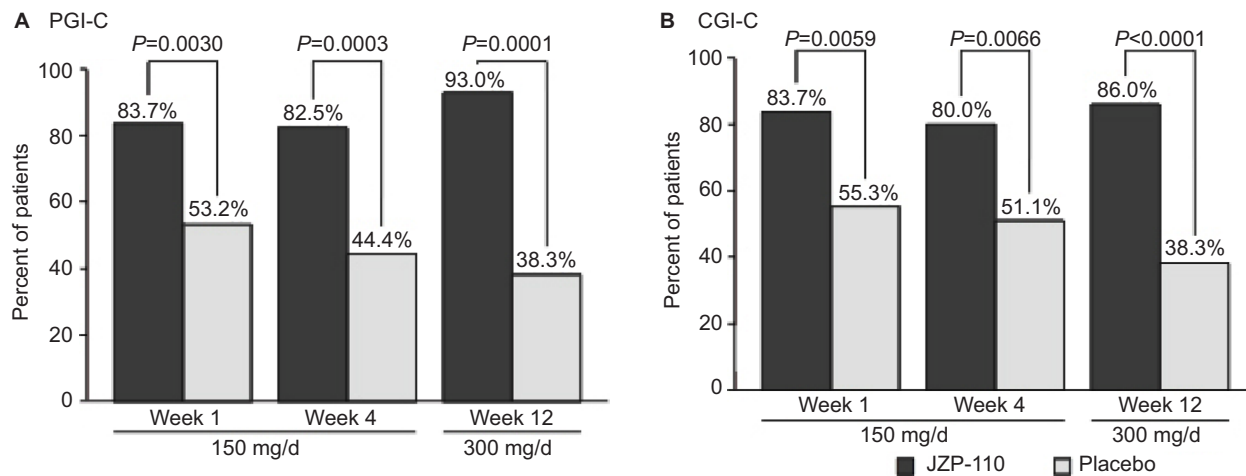 A PGI-C
P=0.0030 P=0.0003 P=0.0001
100
80
60
40
20
0
Percent of patients
83.7% 82.5% 93.0%
53.2% 44.4% 38.3%
Week 1 Week 4 Week 12
150 mg/d 300 mg/d
B CGI-C
P=0.0059 P=0.0066 P<0.0001
100
80
60
40
20
0
Percent of patients
83.7% 80.0% 86.0%
55.3% 51.1% 38.3%
Week 1 Week 4 Week 12
150 mg/d 300 mg/d
JZP-110 Placebo